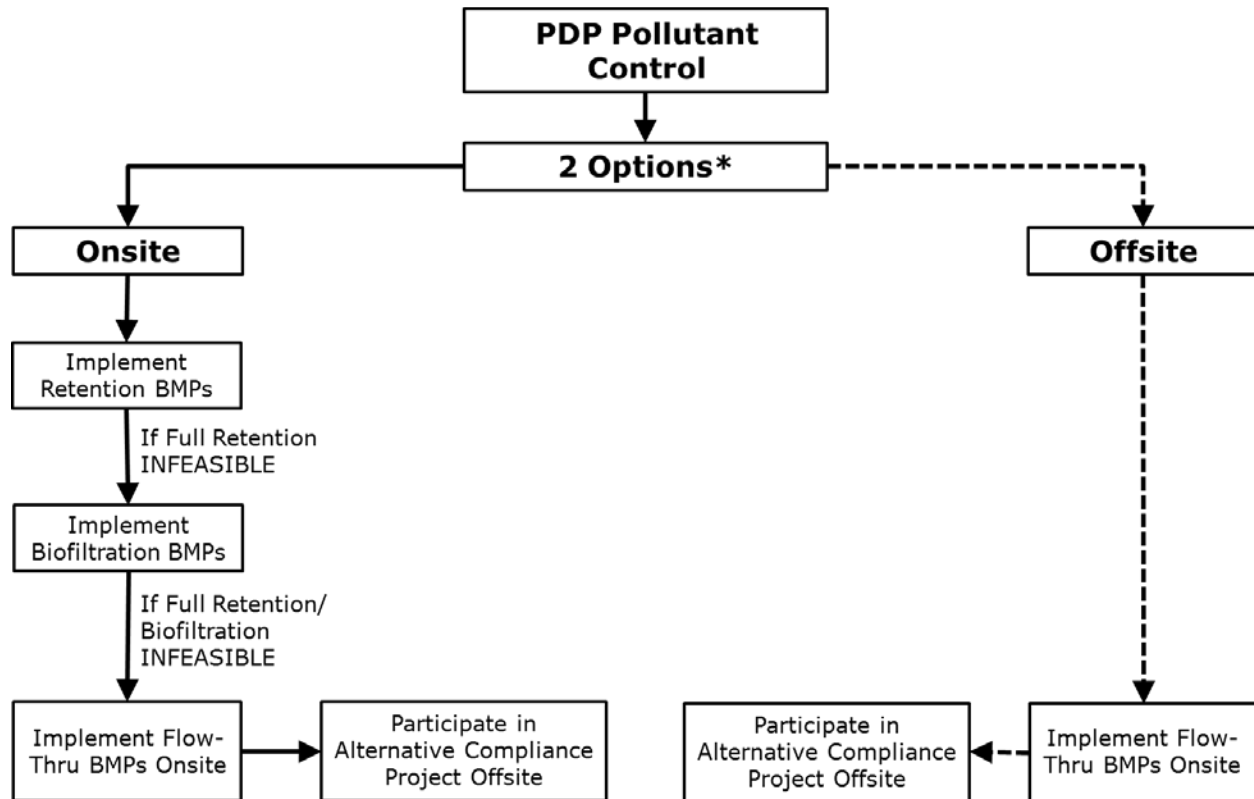 PDP Pollutant
Control
2 Options*
Onsite
Offsite
Implement
Retention BMPs
If Full Retention
INFEASIBLE
Implement
Biofiltration BMPs
If Full Retention/
Biofiltration
INFEASIBLE
Implement Flow-
Thru BMPs Onsite
Participate in
Alternative Compliance
Project Offsite
Participate in
Alternative Compliance
Project Offsite
Implement Flow-
Thru BMPs Onsite